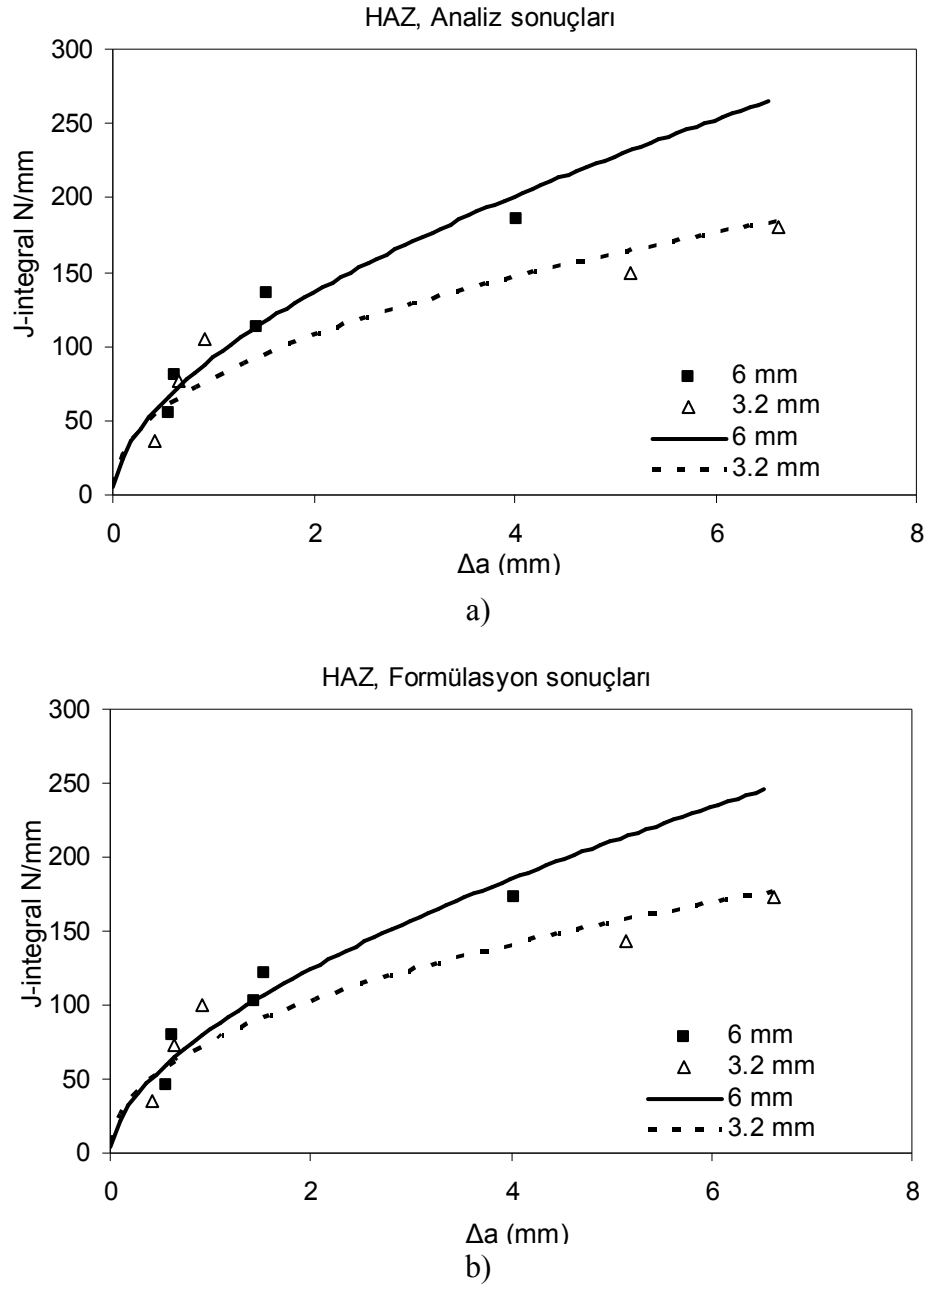 HAZ, Analiz sonuçları
300
250
200
150
100
50
0
J-integral N/mm
6 mm
3.2 mm
6 mm
3.2 mm
0 2 4 6 8
Δa (mm)
a)
HAZ, Formülasyon sonuçları
300
250
200
150
100
50
0
J-integral N/mm
6 mm
3.2 mm
6 mm
3.2 mm
0 2 4 6 8
Δa (mm)
b)